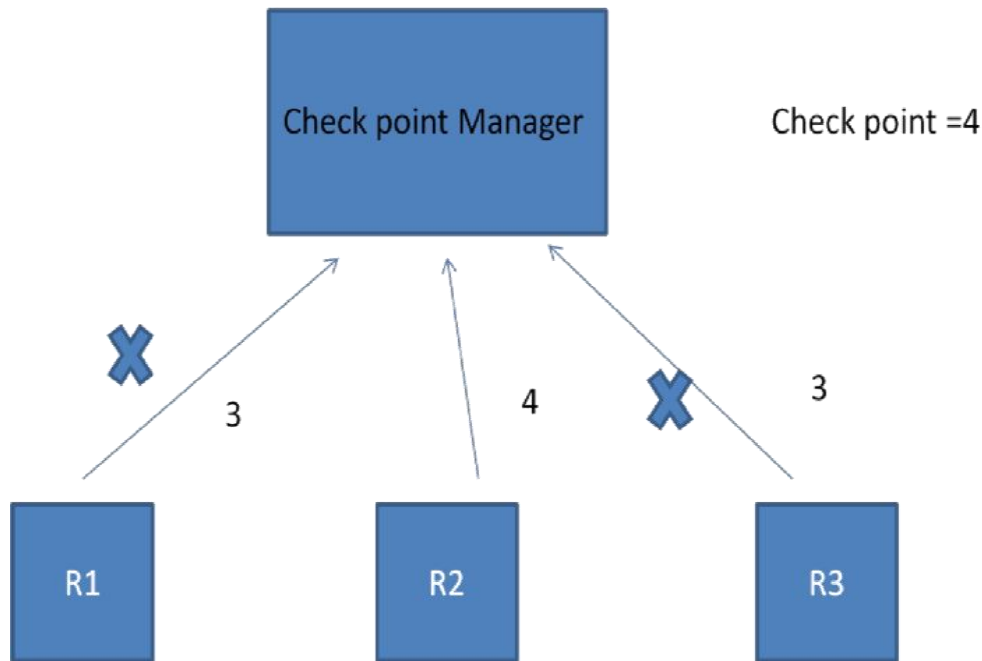 Check point Manager
Check point =4
3
4
3
R1
R2
R3